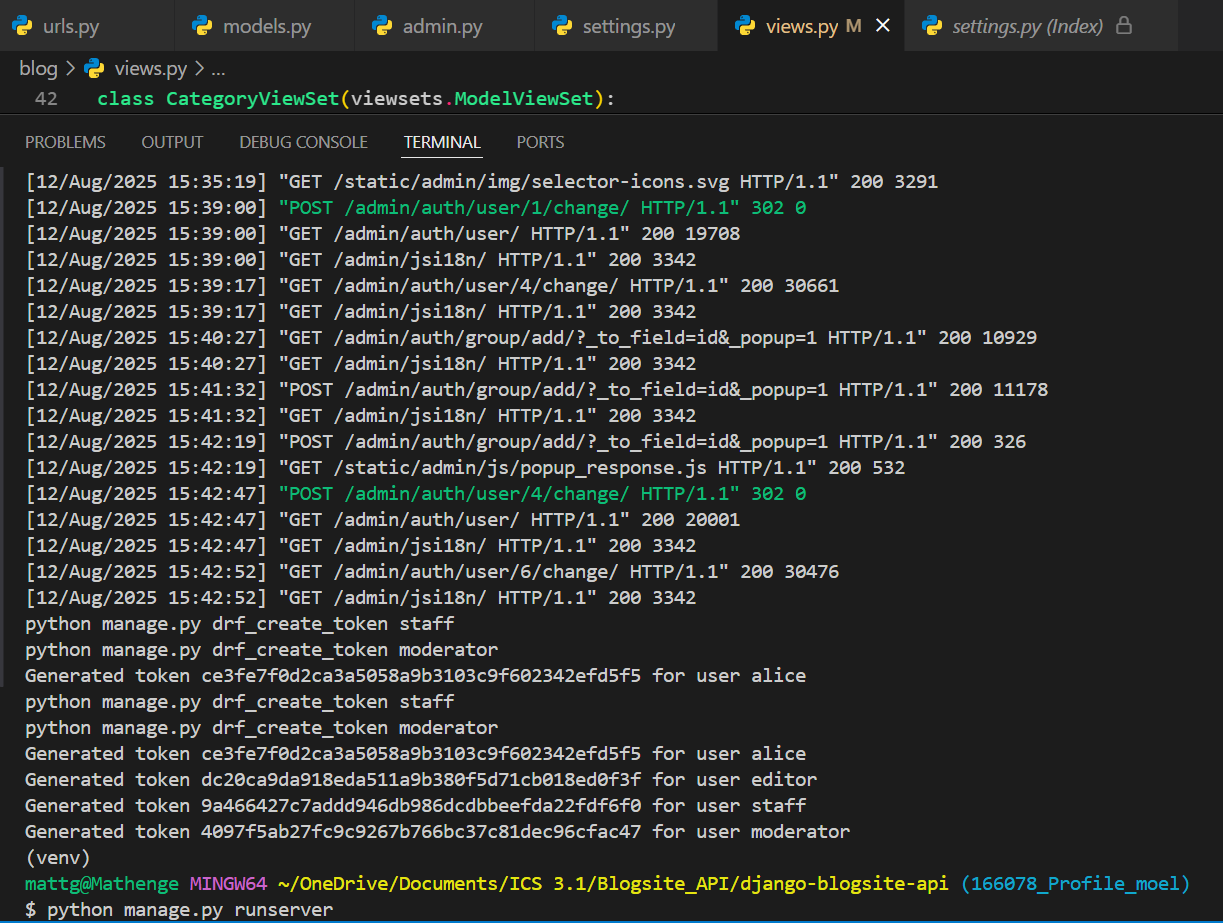 urls.py models.py admin.py settings.py views.py M settings.py (Index)
blog > views.py > ...
42 class CategoryViewSet(viewsets.ModelViewSet):
PROBLEMS OUTPUT DEBUG CONSOLE TERMINAL PORTS
[12/Aug/2025 15:35:19] "GET /static/admin/img/selector-icons.svg HTTP/1.1" 200 3291
[12/Aug/2025 15:39:00] "POST /admin/auth/user/1/change/ HTTP/1.1" 302 0
[12/Aug/2025 15:39:00] "GET /admin/auth/user/ HTTP/1.1" 200 19708
[12/Aug/2025 15:39:00] "GET /admin/jsi18n/ HTTP/1.1" 200 3342
[12/Aug/2025 15:39:17] "GET /admin/auth/user/4/change/ HTTP/1.1" 200 30661
[12/Aug/2025 15:39:17] "GET /admin/jsi18n/ HTTP/1.1" 200 3342
[12/Aug/2025 15:40:27] "GET /admin/auth/group/add/?_to_field=id&_popup=1 HTTP/1.1" 200 10929
[12/Aug/2025 15:40:27] "GET /admin/jsi18n/ HTTP/1.1" 200 3342
[12/Aug/2025 15:41:32] "POST /admin/auth/group/add/?_to_field=id&_popup=1 HTTP/1.1" 200 11178
[12/Aug/2025 15:41:32] "GET /admin/jsi18n/ HTTP/1.1" 200 3342
[12/Aug/2025 15:42:19] "POST /admin/auth/group/add/?_to_field=id&_popup=1 HTTP/1.1" 200 326
[12/Aug/2025 15:42:19] "GET /static/admin/js/popup_response.js HTTP/1.1" 200 532
[12/Aug/2025 15:42:47] "POST /admin/auth/user/4/change/ HTTP/1.1" 302 0
[12/Aug/2025 15:42:47] "GET /admin/auth/user/ HTTP/1.1" 200 20001
[12/Aug/2025 15:42:47] "GET /admin/jsi18n/ HTTP/1.1" 200 3342
[12/Aug/2025 15:42:52] "GET /admin/auth/user/6/change/ HTTP/1.1" 200 30476
[12/Aug/2025 15:42:52] "GET /admin/jsi18n/ HTTP/1.1" 200 3342
python manage.py drf_create_token staff
python manage.py drf_create_token moderator
Generated token ce3fe7f0d2ca3a5058a9b3103c9f602342efd5f5 for user alice
python manage.py drf_create_token staff
python manage.py drf_create_token moderator
Generated token ce3fe7f0d2ca3a5058a9b3103c9f602342efd5f5 for user alice
Generated token dc20ca9da918eda511a9b380f5d71cb018ed0f3f for user editor
Generated token 9a466427c7addd946db986dcdbbeefda22fdf6f0 for user staff
Generated token 4097f5ab27fc9c9267b766bc37c81dec96cfac47 for user moderator
(venv)
mattg@Mathenge MINGW64 ~/OneDrive/Documents/ICS 3.1/Blogsite_API/django-blogsite-api (166078_Profile_moel)
$ python manage.py runserver